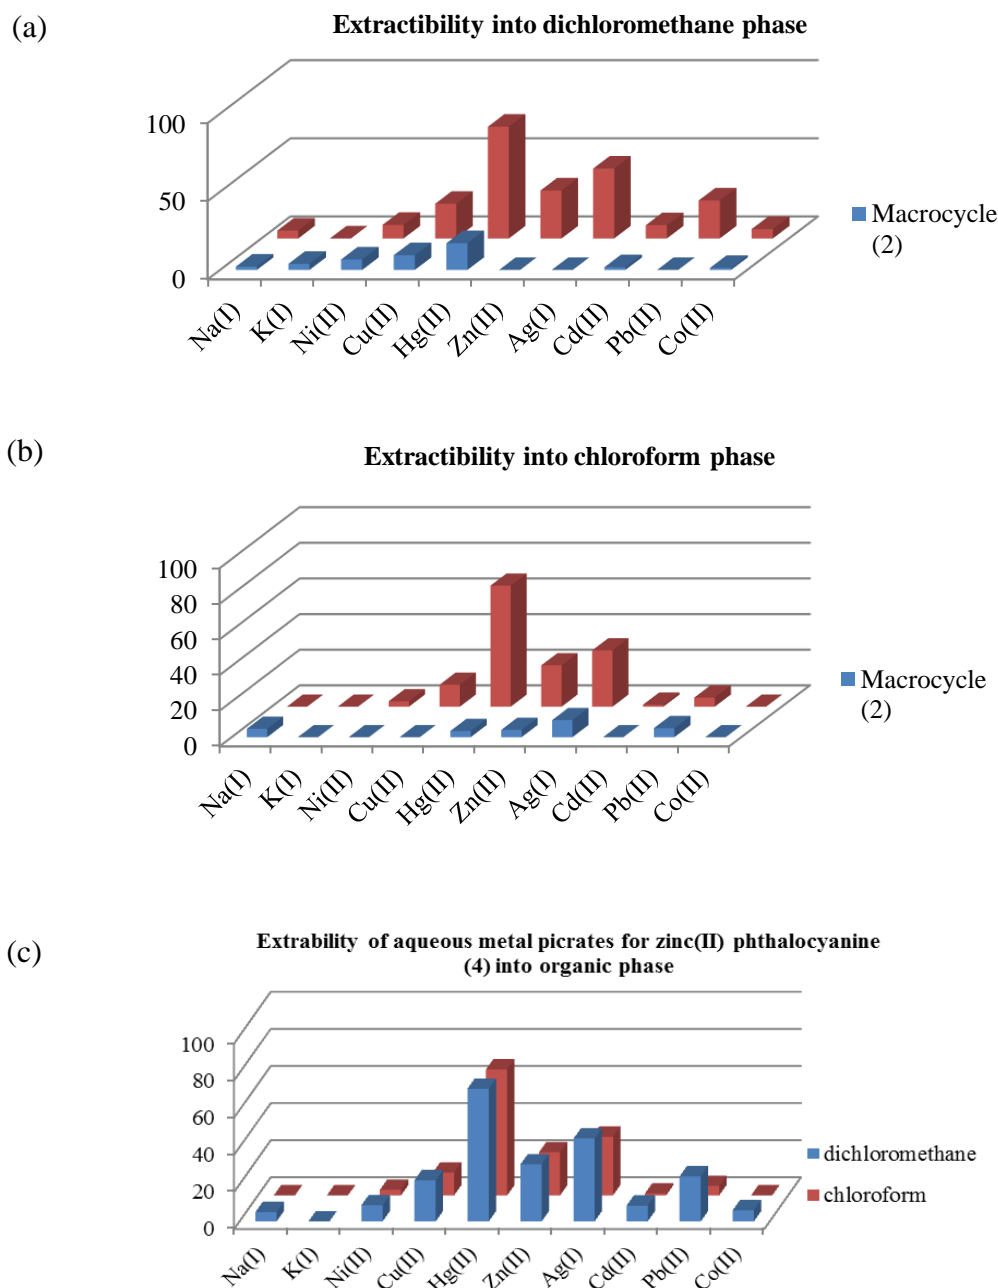 (a)
Extractibility into dichloromethane phase
100
50
0
Na(I)
K(I)
Ni(II)
Cu(II)
Hg(II)
Zn(II)
Ag(I)
Cd(II)
Pb(II)
Co(II)
Macrocycle
(2)
(b)
Extractibility into chloroform phase
100
80
60
40
20
0
Na(I)
K(I)
Ni(II)
Cu(II)
Hg(II)
Zn(II)
Ag(I)
Cd(II)
Pb(II)
Co(II)
Macrocycle
(2)
(c)
Extrability of aqueous metal picrates for zinc(II) phthalocyanine
(4) into organic phase
100
80
60
40
20
0
Na(I)
K(I)
Ni(II)
Cu(II)
Hg(II)
Zn(II)
Ag(I)
Cd(II)
Pb(II)
Co(II)
dichloromethane
chloroform